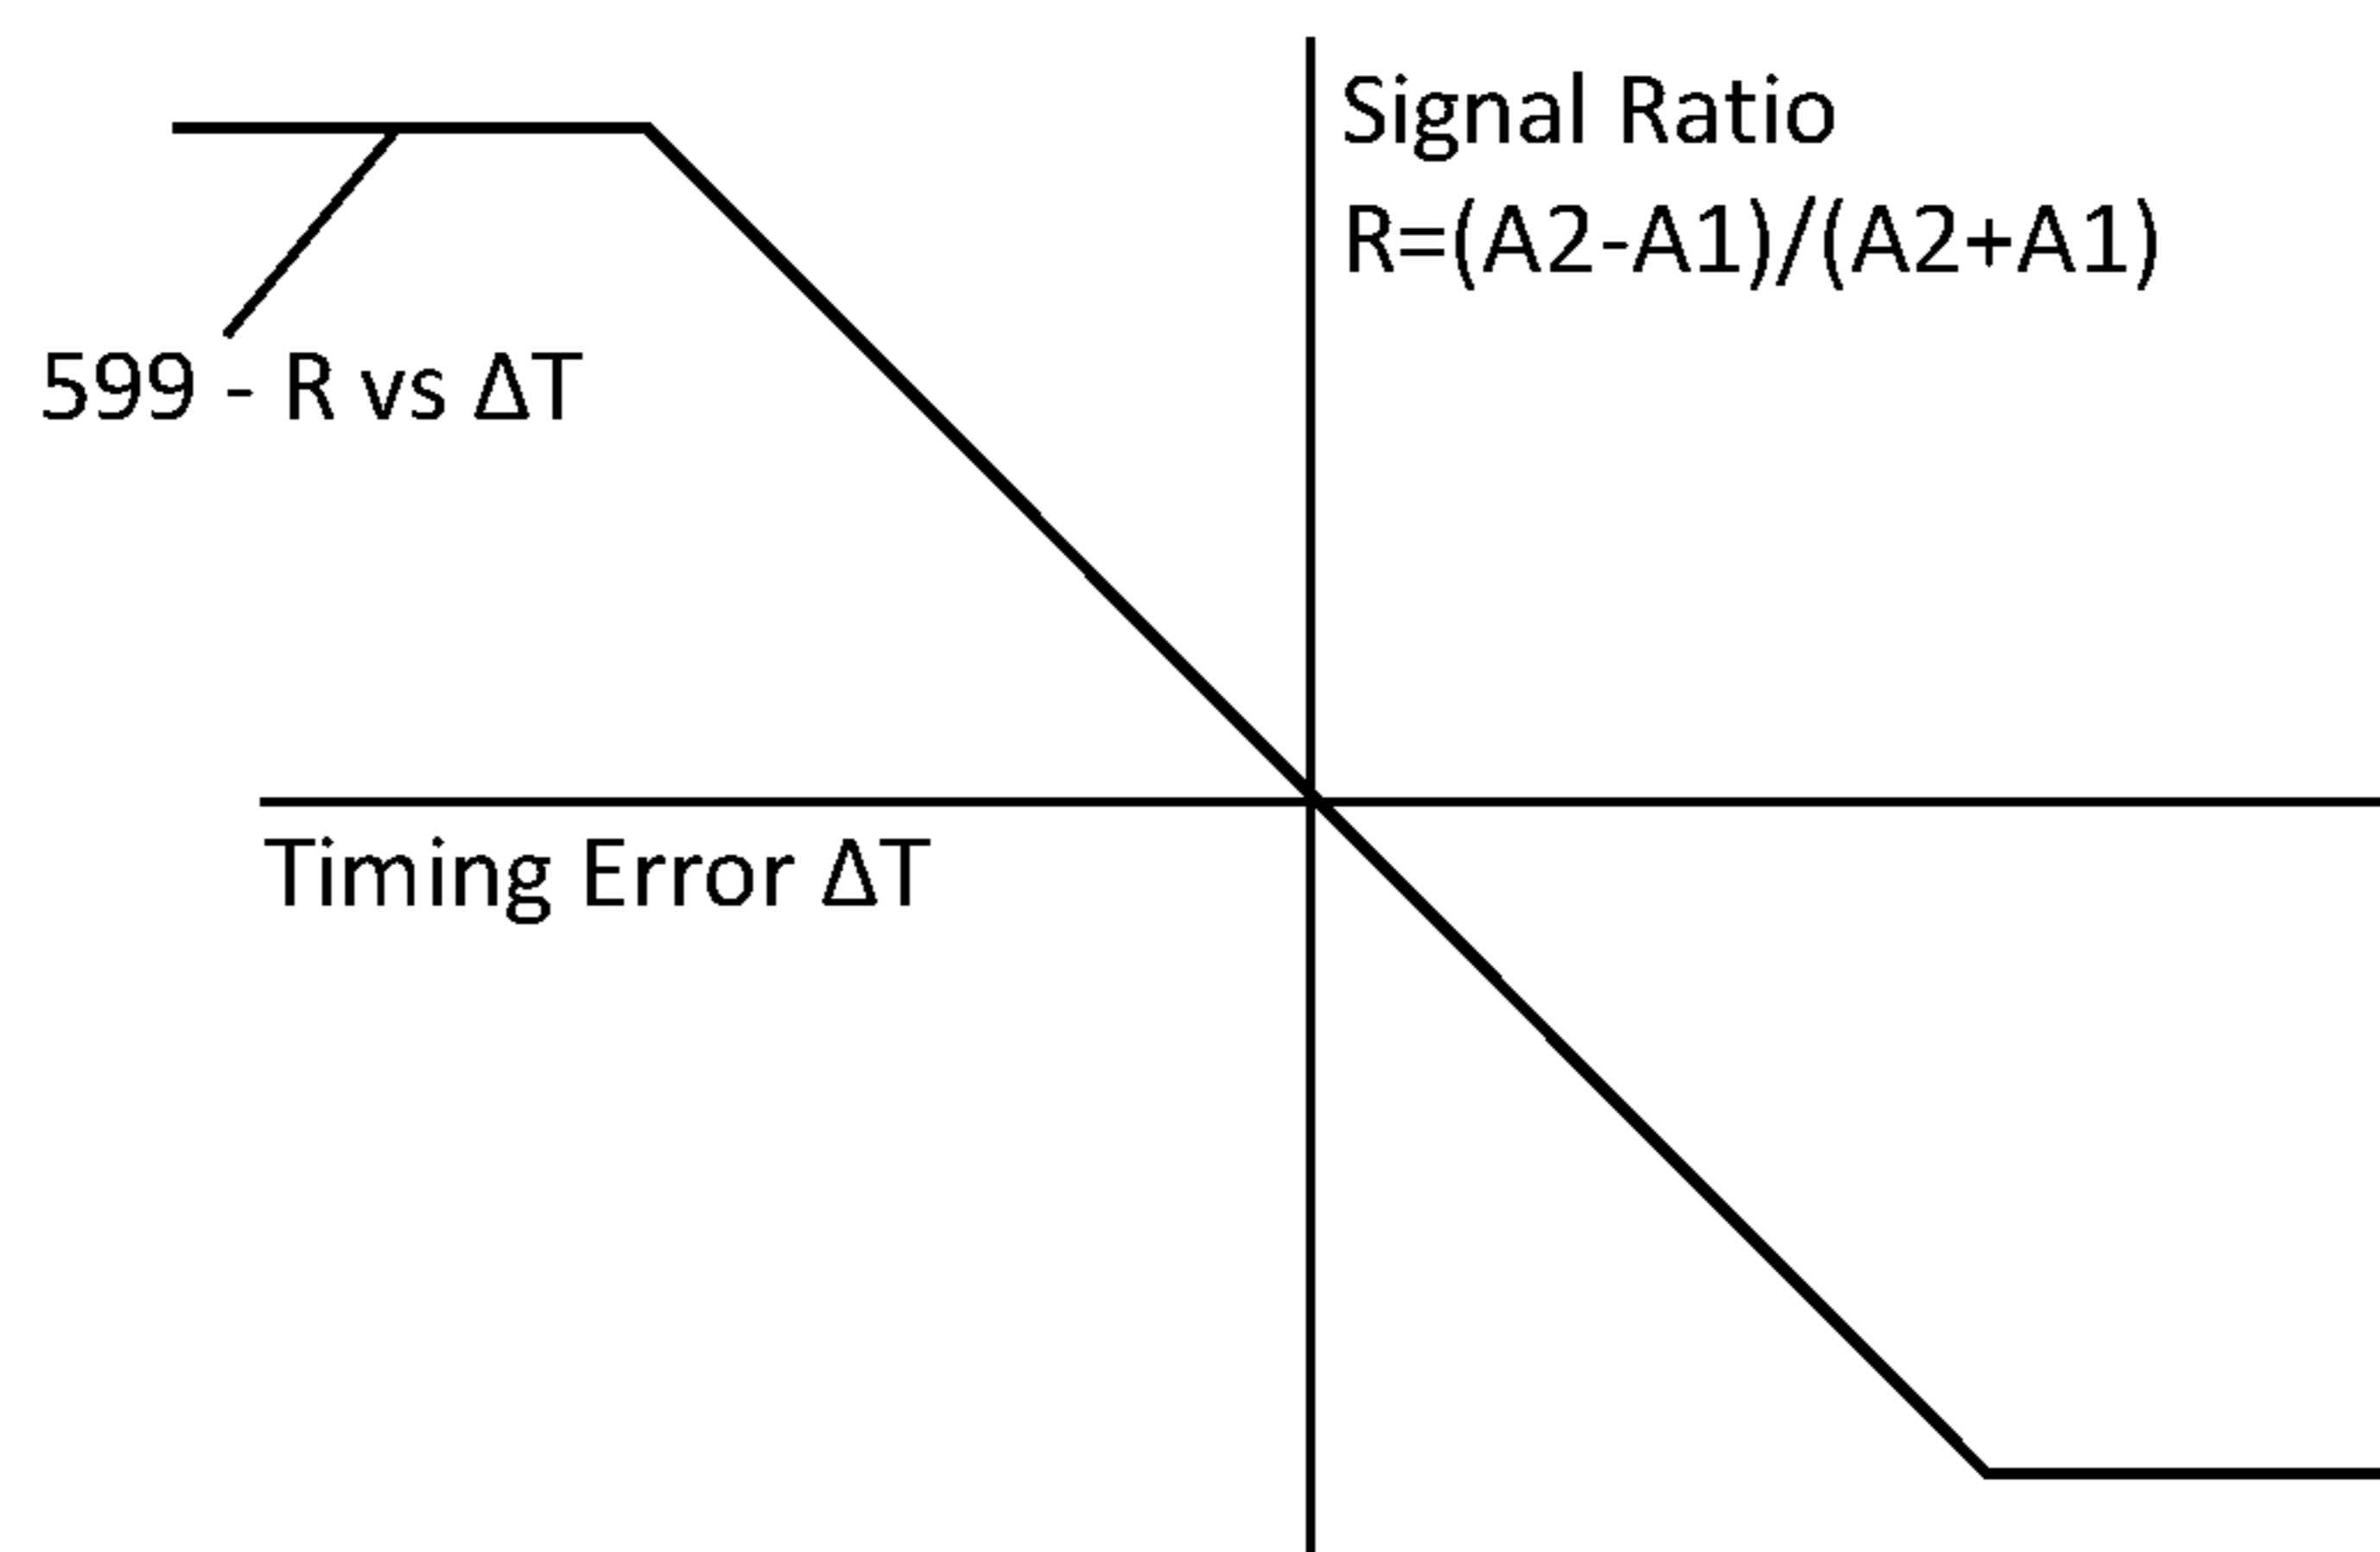 Signal Ratio
R=(A2-A1)/(A2+A1)
599 - R vs ΔT
Timing Error ΔT